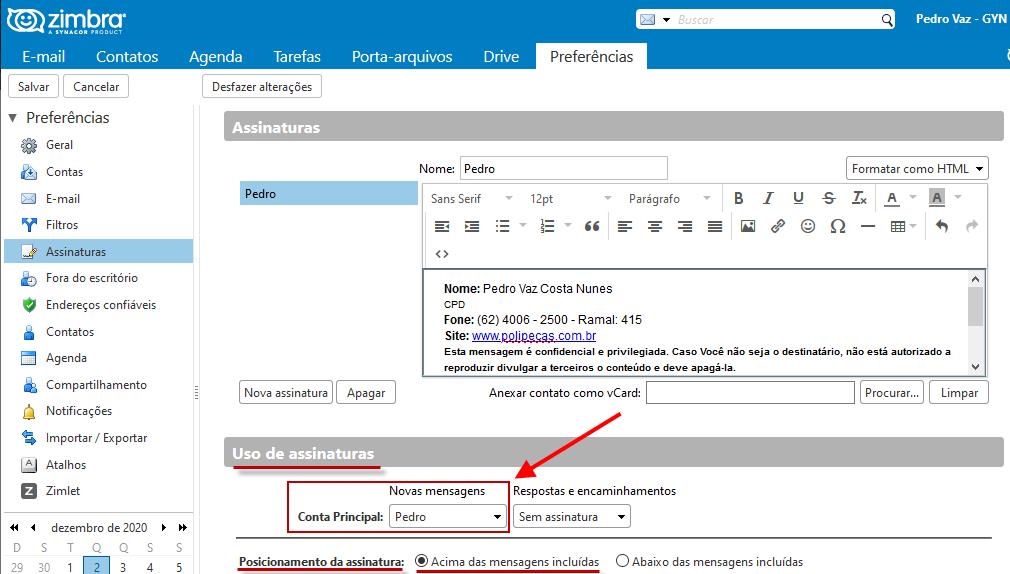 zimbra
A SYNACOR PRODUCT
Buscar
Pedro Vaz - GYN
E-mail Contatos Agenda Tarefas Porta-arquivos Drive Preferências
Salvar Cancelar Desfazer alterações
Preferências
Geral
Contas
E-mail
Filtros
Assinaturas
Fora do escritório
Endereços confiáveis
Contatos
Agenda
Compartilhamento
Notificações
Importar / Exportar
Atalhos
Zimlet
dezembro de 2020
D S T Q Q S S
29 30 1 2 3 4 5
Assinaturas
Nome: Pedro Formatar como HTML
Pedro
Sans Serif 12pt Parágrafo B I U S Tx A A
Nome: Pedro Vaz Costa Nunes
CPD
Fone: (62) 4006 - 2500 - Ramal: 415
Site: www.polipecas.com.br
Esta mensagem é confidencial e privilegiada. Caso Você não seja o destinatário, não está autorizado a
reproduzir divulgar a terceiros o conteúdo e deve apagá-la.
Nova assinatura Apagar Anexar contato como vCard: Procurar... Limpar
Uso de assinaturas
Novas mensagens Respostas e encaminhamentos
Conta Principal: Pedro Sem assinatura
Posicionamento da assinatura: Acima das mensagens incluídas Abaixo das mensagens incluídas